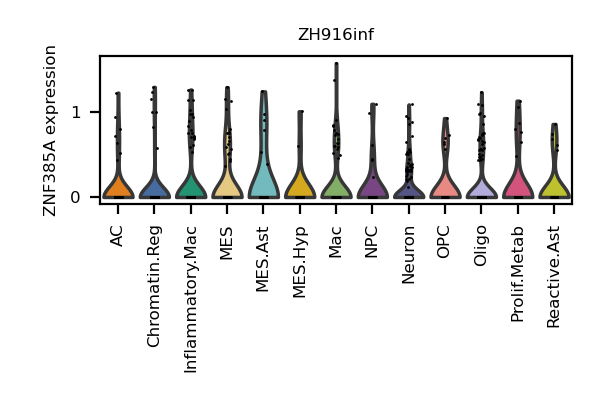 ZH916inf
ZNF385A expression
1
0
AC
Chromatin.Reg
Inflammatory.Mac
MES
MES.Ast
MES.Hyp
Mac
NPC
Neuron
OPC
Oligo
Prolif.Metab
Reactive.Ast